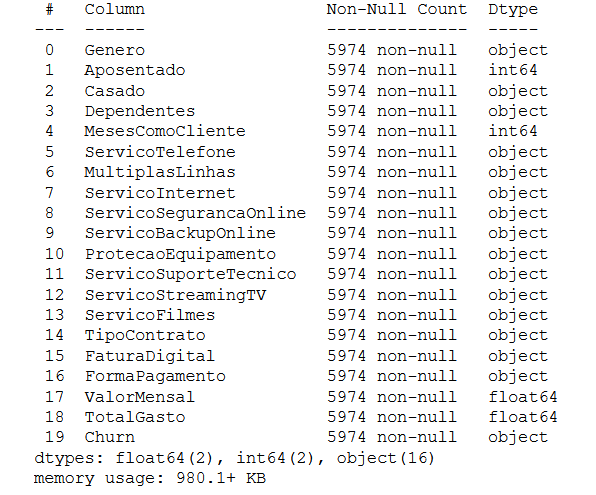 #   Column                  Non-Null Count  Dtype
---  ------                  --------------  -----
0   Genero                  5974 non-null   object
1   Aposentado              5974 non-null   int64
2   Casado                  5974 non-null   object
3   Dependentes             5974 non-null   object
4   MesesComoCliente        5974 non-null   int64
5   ServicoTelefone         5974 non-null   object
6   MultiplasLinhas         5974 non-null   object
7   ServicoInternet         5974 non-null   object
8   ServicoSegurancaOnline  5974 non-null   object
9   ServicoBackupOnline     5974 non-null   object
10  ProtecaoEquipamento     5974 non-null   object
11  ServicoSuporteTecnico   5974 non-null   object
12  ServicoStreamingTV      5974 non-null   object
13  ServicoFilmes           5974 non-null   object
14  TipoContrato            5974 non-null   object
15  FaturaDigital           5974 non-null   object
16  FormaPagamento          5974 non-null   object
17  ValorMensal             5974 non-null   float64
18  TotalGasto              5974 non-null   float64
19  Churn                   5974 non-null   object
dtypes: float64(2), int64(2), object(16)
memory usage: 980.1+ KB